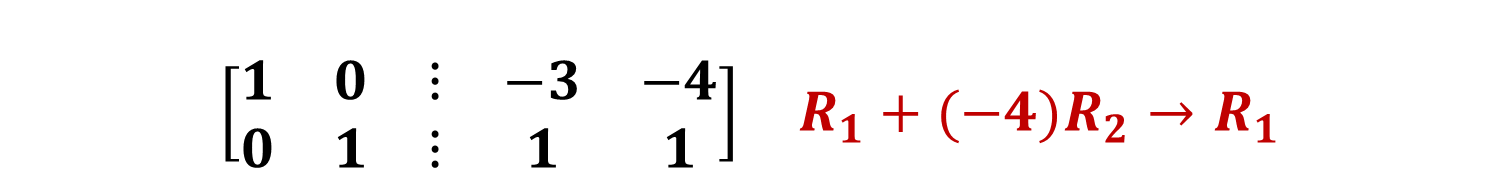 1 0 ⋮ −3 −4
0 1 ⋮ 1 1
R₁ + (−4)R₂ → R₁